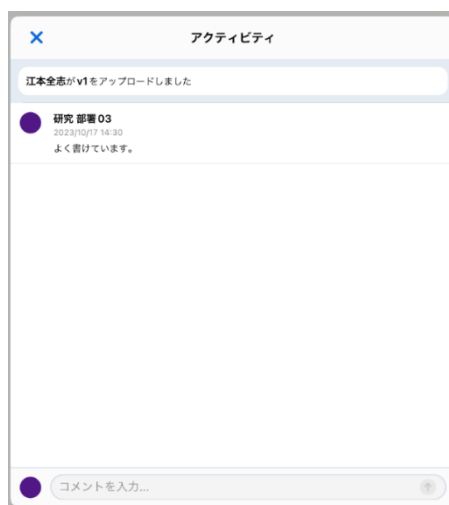 アクティビティ
江本全志がv1をアップロードしました
研究 部署03
2023/10/17 14:30
よく書けています。
コメントを入力...